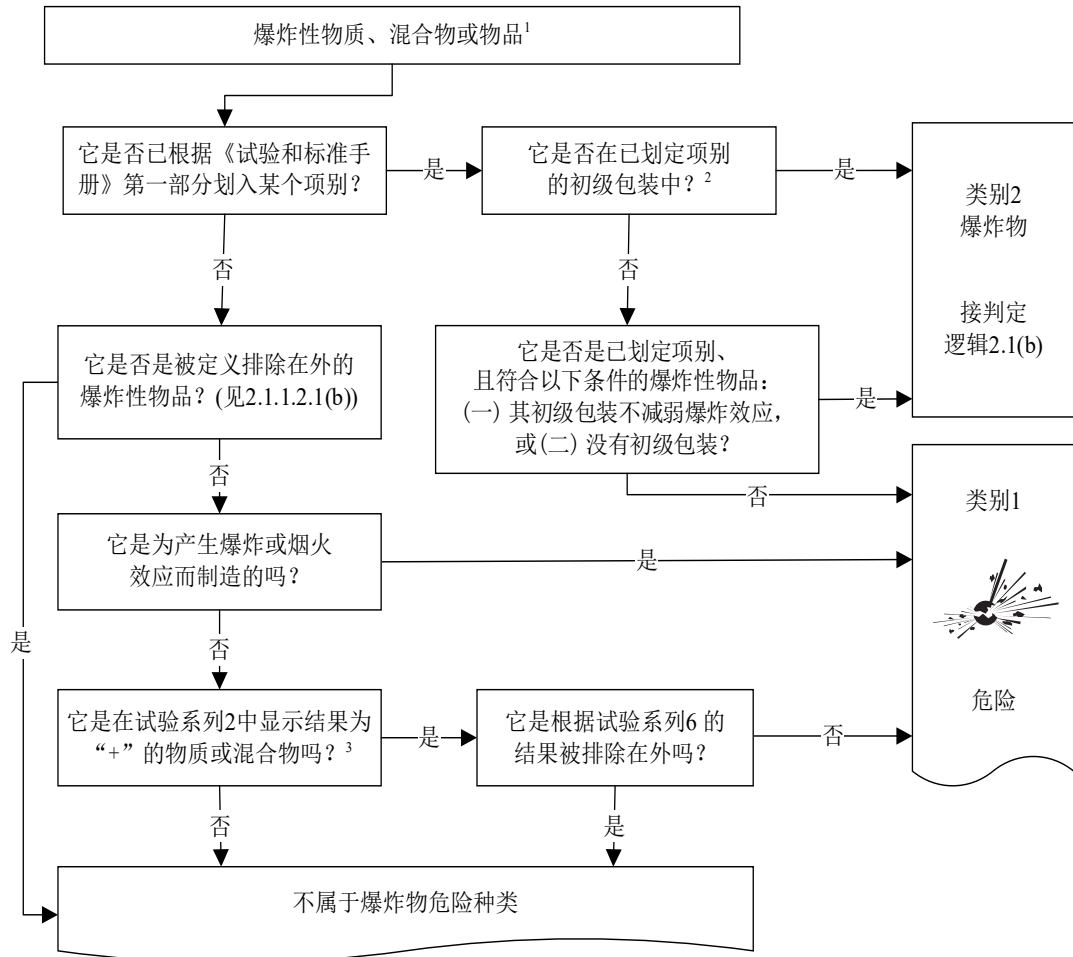 爆炸性物质、混合物或物品¹
它是否已根据《试验和标准手
册》第一部分划入某个项别？
是
它是否在已划定项别
的初级包装中？²
是
类别2
爆炸物
接判定
逻辑2.1(b)
否
否
它是否是被定义排除在外的
爆炸性物品？(见2.1.1.2.1(b))
它是否是已划定项别、
且符合以下条件的爆炸性物品：
(一) 其初级包装不减弱爆炸效应，
或(二) 没有初级包装？
是
否
否
类别1
它是为产生爆炸或烟火
效应而制造的吗？
是
是
否
危险
它是在试验系列2中显示结果为
“+”的物质或混合物吗？³
是
它是根据试验系列6 的
结果被排除在外吗？
否
否
是
不属于爆炸物危险种类